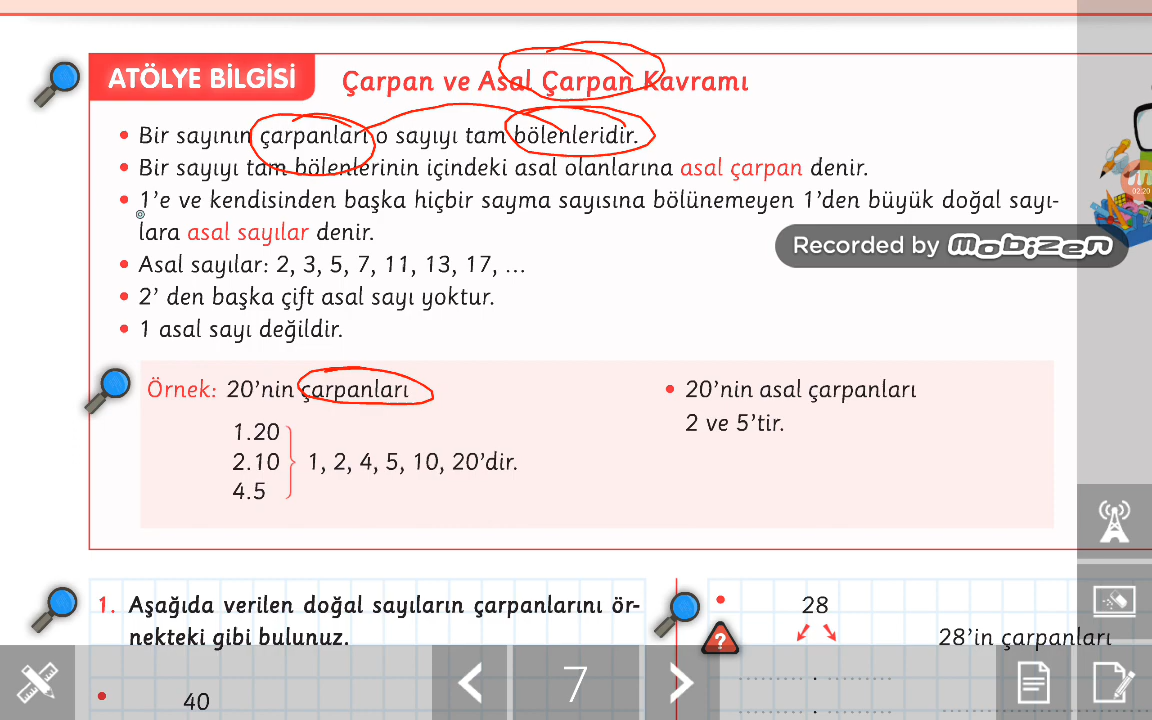 ATÖLYE BİLGİSİ
Çarpan ve Asal Çarpan Kavramı
• Bir sayının çarpanları o sayıyı tam bölenleridir.
• Bir sayıyı tam bölenlerinin içindeki asal olanlarına asal çarpan denir.
• 1’e ve kendisinden başka hiçbir sayma sayısına bölünemeyen 1’den büyük doğal sayı-
lara asal sayılar denir.
• Asal sayılar: 2, 3, 5, 7, 11, 13, 17, ...
• 2’ den başka çift asal sayı yoktur.
• 1 asal sayı değildir.
Recorded by mobizen
02:20
Örnek: 20’nin çarpanları
1.20
2.10
4.5
1, 2, 4, 5, 10, 20’dir.
• 20’nin asal çarpanları
2 ve 5’tir.
1. Aşağıda verilen doğal sayıların çarpanlarını ör-
nekteki gibi bulunuz.
• 40
• 28
28’in çarpanları
?
7